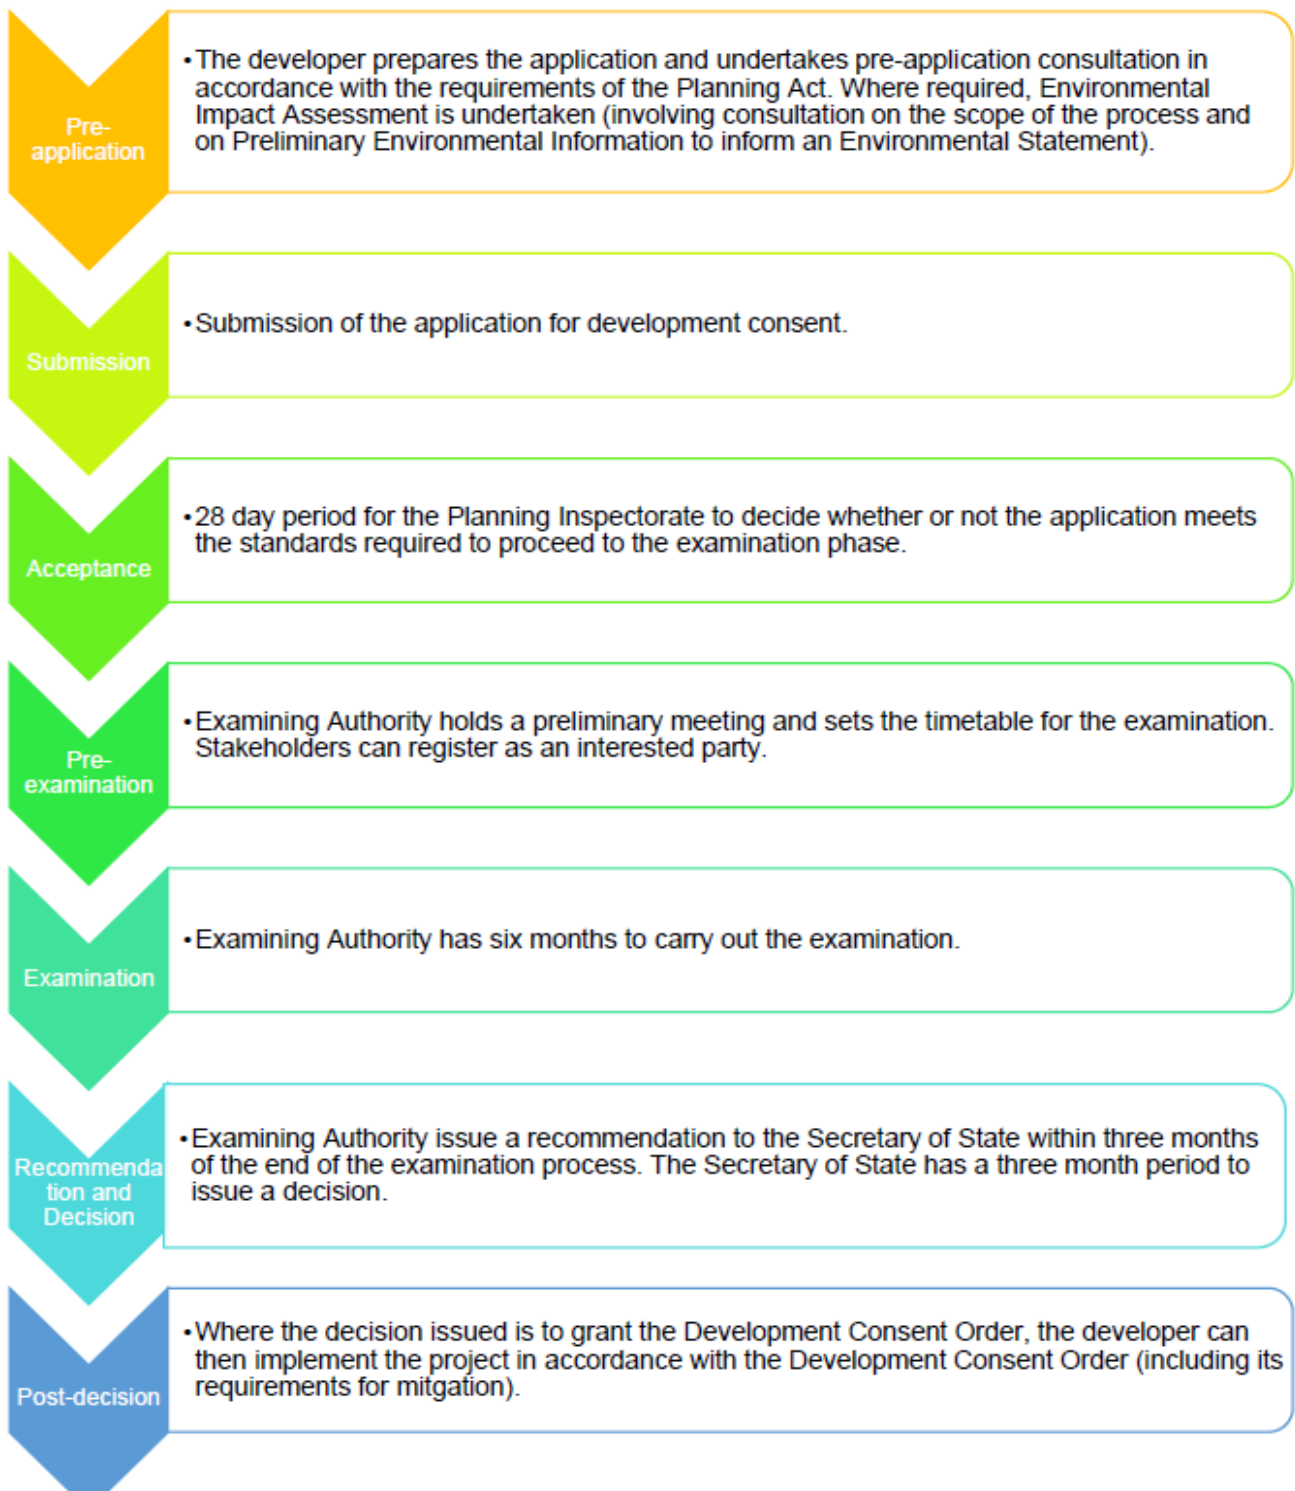 Pre-
application
•The developer prepares the application and undertakes pre-application consultation in
accordance with the requirements of the Planning Act. Where required, Environmental
Impact Assessment is undertaken (involving consultation on the scope of the process and
on Preliminary Environmental Information to inform an Environmental Statement).
Submission
•Submission of the application for development consent.
Acceptance
•28 day period for the Planning Inspectorate to decide whether or not the application meets
the standards required to proceed to the examination phase.
Pre-
examination
•Examining Authority holds a preliminary meeting and sets the timetable for the examination.
Stakeholders can register as an interested party.
Examination
•Examining Authority has six months to carry out the examination.
Recommenda
tion and
Decision
•Examining Authority issue a recommendation to the Secretary of State within three months
of the end of the examination process. The Secretary of State has a three month period to
issue a decision.
Post-decision
•Where the decision issued is to grant the Development Consent Order, the developer can
then implement the project in accordance with the Development Consent Order (including its
requirements for mitgation).